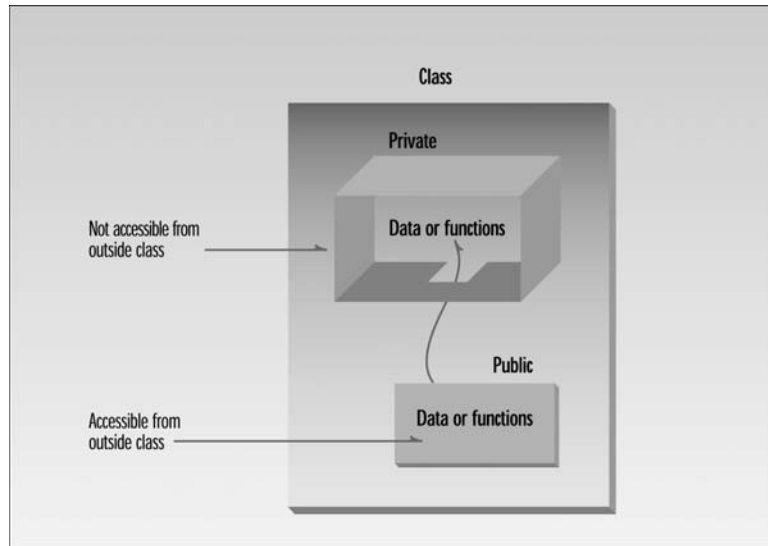 Class
Private
Data or functions
Not accessible from
outside class
Public
Data or functions
Accessible from
outside class